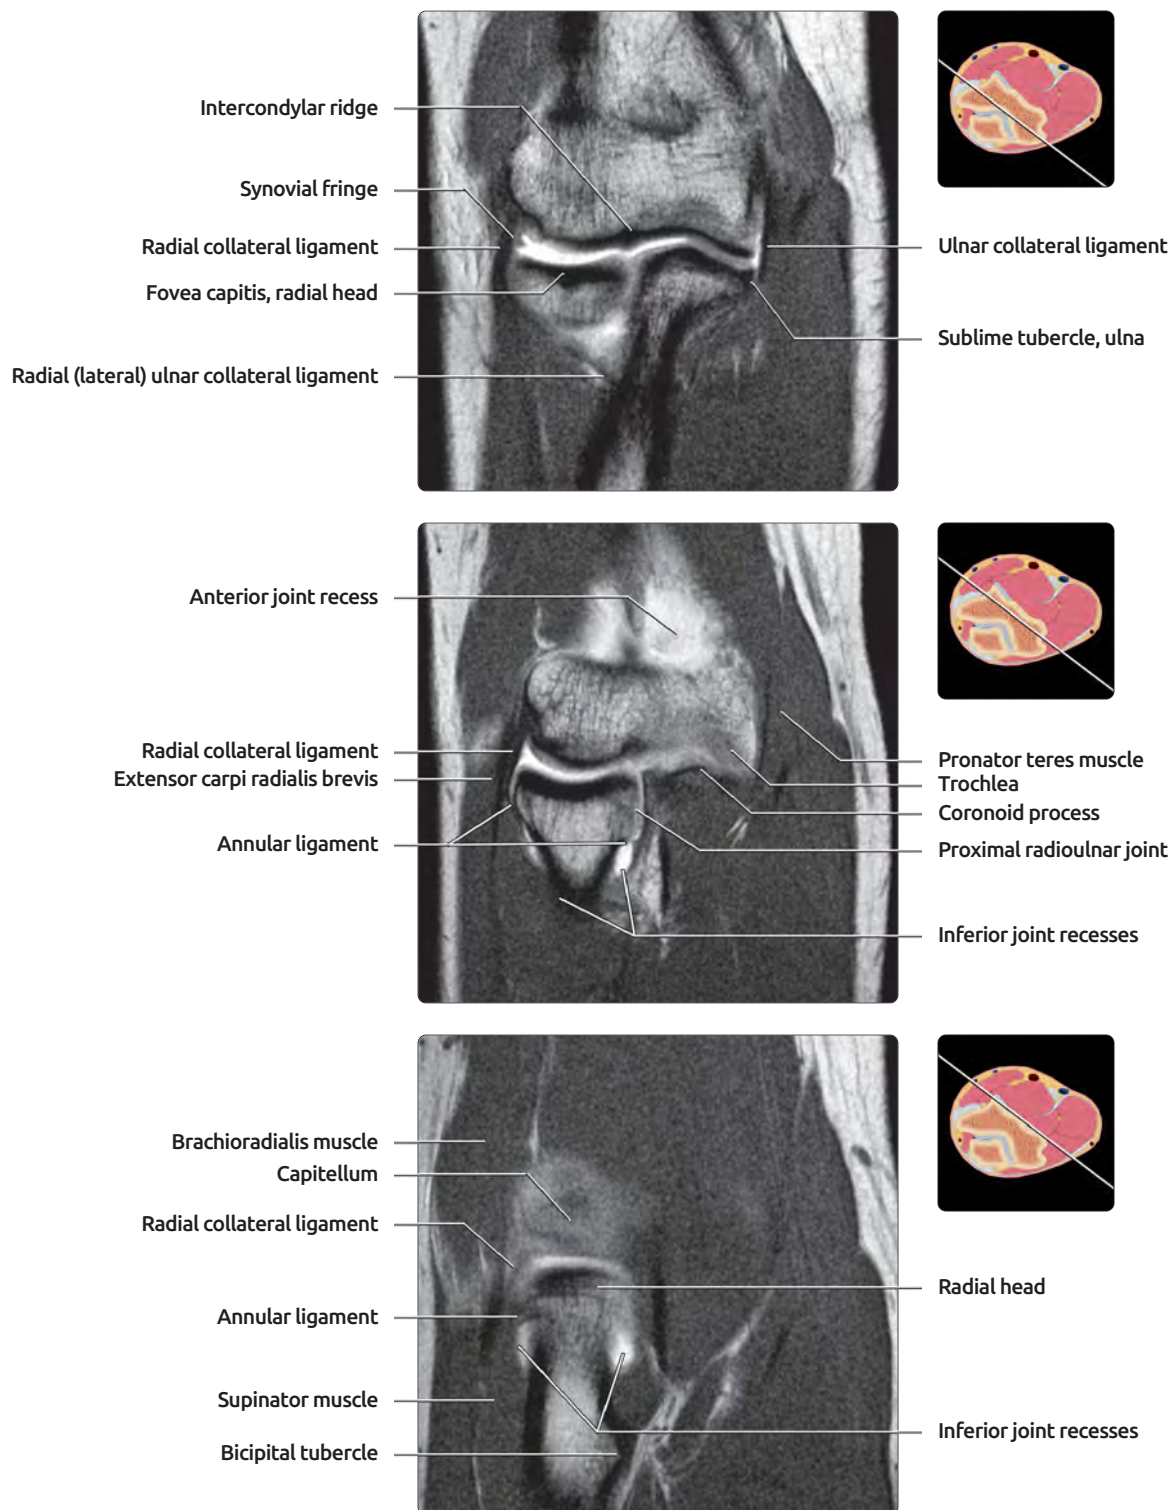 Intercondylar ridge
Synovial fringe
Radial collateral ligament
Fovea capitis, radial head
Radial (lateral) ulnar collateral ligament
Ulnar collateral ligament
Sublime tubercle, ulna
Anterior joint recess
Radial collateral ligament
Extensor carpi radialis brevis
Annular ligament
Pronator teres muscle
Trochlea
Coronoid process
Proximal radioulnar joint
Inferior joint recesses
Brachioradialis muscle
Capitellum
Radial collateral ligament
Annular ligament
Supinator muscle
Bicipital tubercle
Radial head
Inferior joint recesses